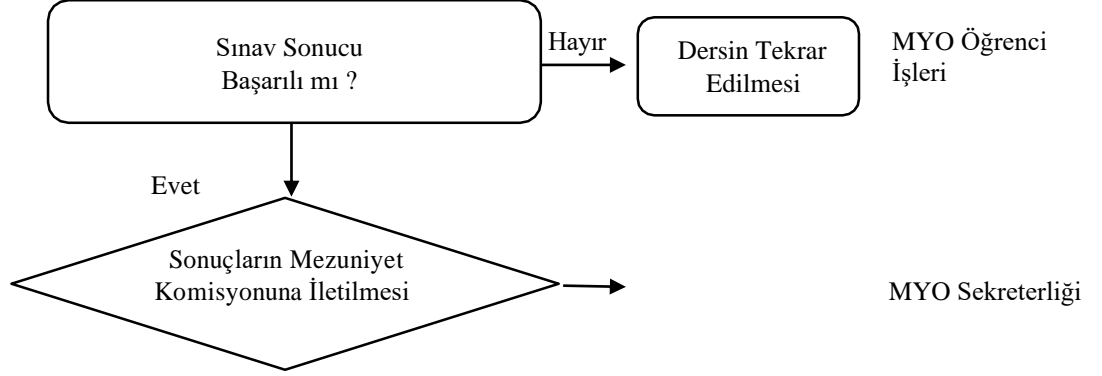 Sınav Sonucu
Başarılı mı ?
Hayır
Dersin Tekrar
Edilmesi
MYO Öğrenci
İşleri
Evet
Sonuçların Mezuniyet
Komisyonuna İletilmesi
MYO Sekreterliği